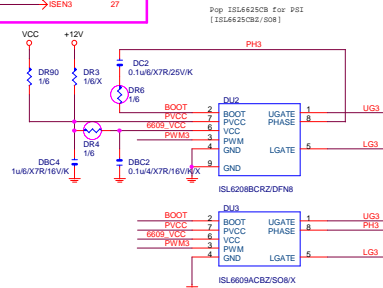 ISEN3 27
Pop ISL6625CB for PSI
[ISL6625CBZ/SO8]
VCC +12V
PH3
DC2
0.1u/6/X7R/25V/K
DR90
1/6
DR3
1/6/X
DR6
1/6
DU2
BOOT 2 BOOT UGATE 1 UG3
PVCC 7 PVCC PHASE 8
6609_VCC 6 VCC
PWM3 3 PWM
4 GND LGATE 5 LG3
9 GND
DR4
1/6
DBC4
1u/6/X7R/16V/K
DBC2
0.1u/4/X7R/16V/K/X
ISL6208BCRZ/DFN8
DU3
BOOT 2 BOOT UGATE 1 UG3
PVCC 7 PVCC PHASE 8 PH3
6609_VCC 6 VCC
PWM3 3 PWM
4 GND LGATE 5 LG3
ISL6609ACBZ/SO8/X